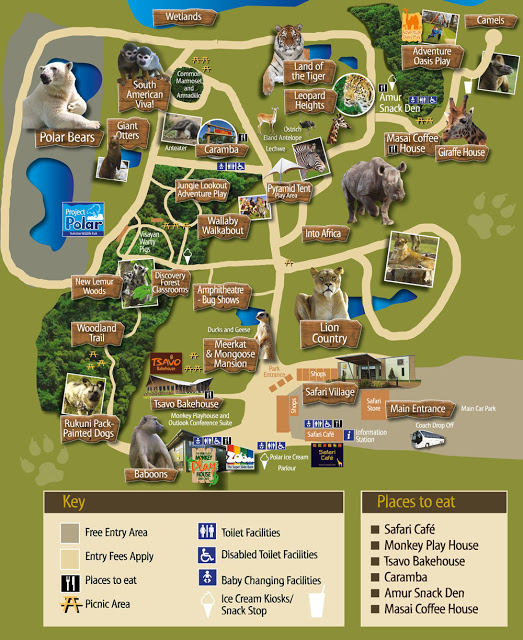 Wetlands
Camels
Adventure
Oasis Play
Land of
the Tiger
South
American
Viva!
Common
Marmoset
and
Armadillo
Leopard
Heights
Amur
Snack Den
Polar Bears
Giant
Otters
Anteater
Caramba
Ostrich
Eland Antelope
Lechwe
Masai Coffee
House
Giraffe House
Jungle Lookout
Adventure Play
Pyramid Tent
Play Area
Project
Polar
Wallaby
Walkabout
Visayan
Warty
Pigs
Into Africa
New Lemur
Woods
Discovery
Forest
Classrooms
Amphitheatre
- Bug Shows
Lion
Country
Woodland
Trail
Ducks and Geese
Meerkat
& Mongoose
Mansion
TSAVO
Bakehouse
Park
Entrance
Shops
Safari Village
Rukuni Pack-
Painted Dogs
Tsavo Bakehouse
Monkey Playhouse and
Outlook Conference Suite
Shops
Safari
Store
Main Entrance
Main Car Park
Coach Drop Off
Safari Café
i
Information
Station
Baboons
MONKEY
PLAY
HOUSE
Polar Ice Cream
Parlour
Safari
Café
Key
Free Entry Area
Entry Fees Apply
Places to eat
Picnic Area
Toilet Facilities
Disabled Toilet Facilities
Baby Changing Facilities
Ice Cream Kiosks/
Snack Stop
Places to eat
Safari Café
Monkey Play House
Tsavo Bakehouse
Caramba
Amur Snack Den
Masai Coffee House